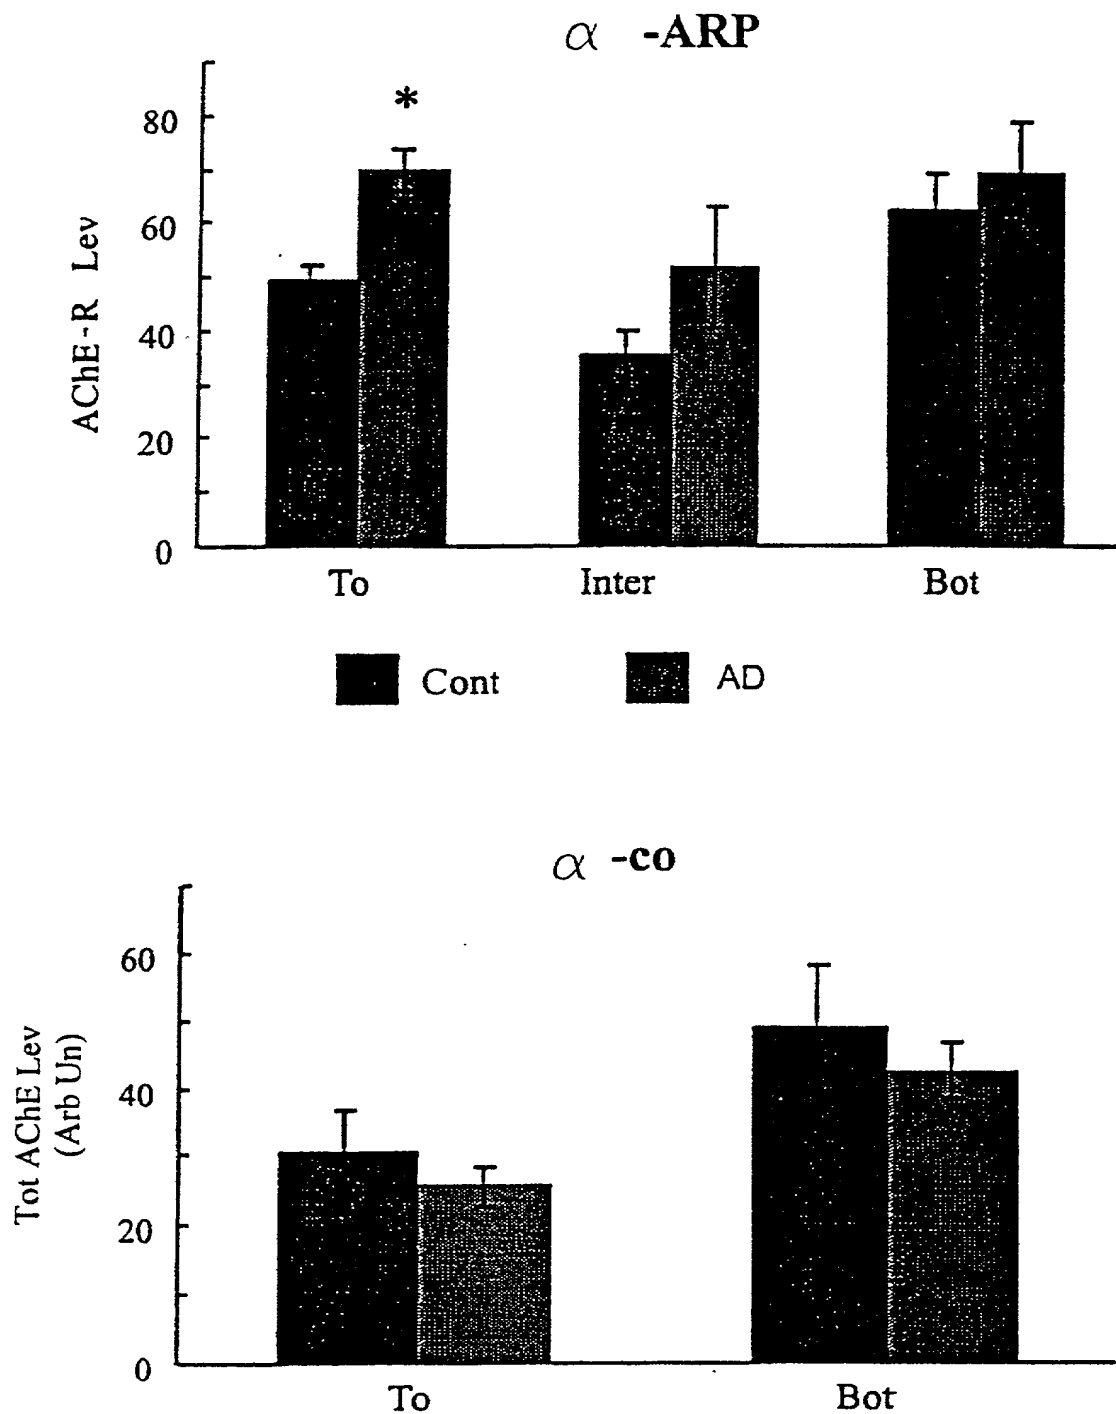 α -ARP
*
80
60
40
20
0
AChE-R Lev
To Inter Bot
Cont AD
α -co
60
40
20
0
Tot AChE Lev
(Arb Un)
To Bot